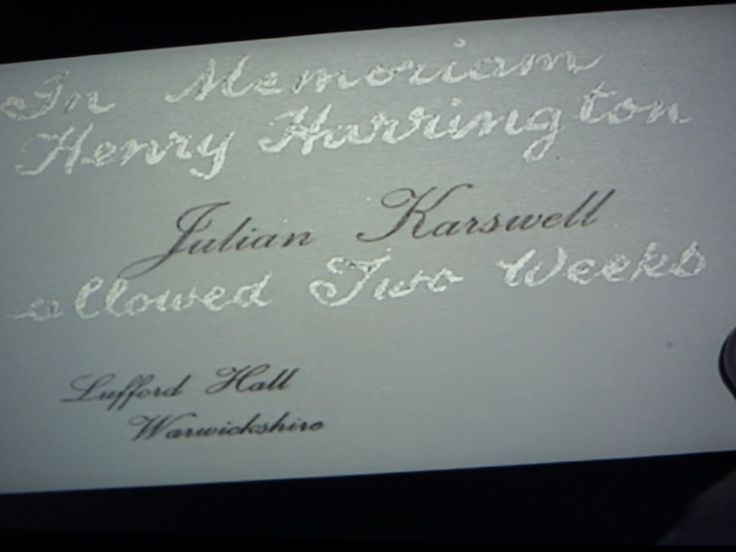 In Memoriam
Henry Harrington
Julian Karswell
allowed Two Weeks
Lufford Hall
Warwickshire